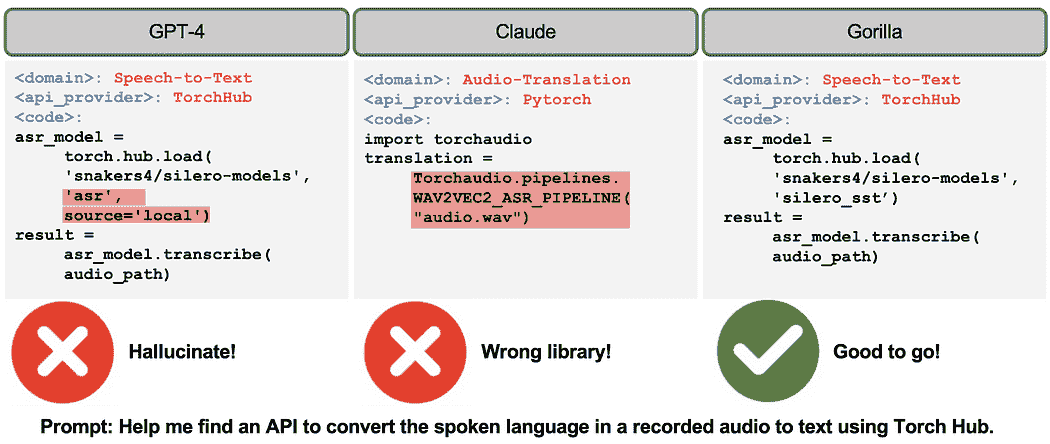 GPT-4
<domain>: Speech-to-Text
<api_provider>: TorchHub
<code>:
asr_model =
torch.hub.load(
'snakers4/silero-models',
'asr',
source='local')
result =
asr_model.transcribe(
audio_path)
Hallucinate!
Claude
<domain>: Audio-Translation
<api_provider>: Pytorch
<code>:
import torchaudio
translation =
Torchaudio.pipelines.
WAV2VEC2_ASR_PIPELINE(
"audio.wav")
Wrong library!
Gorilla
<domain>: Speech-to-Text
<api_provider>: TorchHub
<code>:
asr_model =
torch.hub.load(
'snakers4/silero-models',
'silero_sst’)
result =
asr_model.transcribe(
audio_path)
Good to go!
Prompt: Help me find an API to convert the spoken language in a recorded audio to text using Torch Hub.